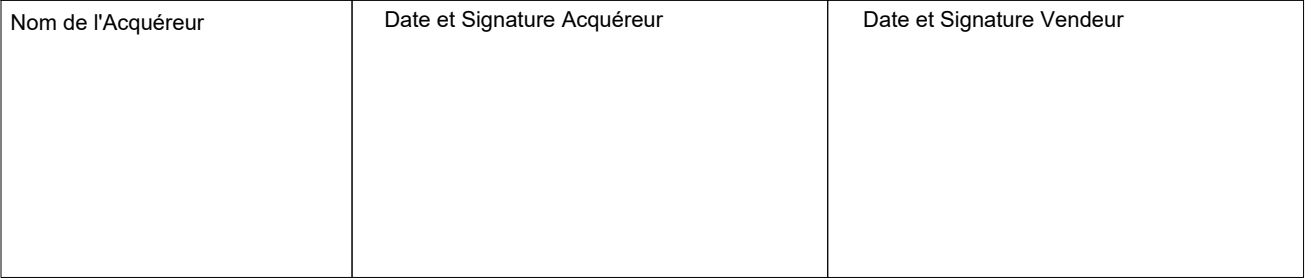 Nom de l'Acquéreur
Date et Signature Acquéreur
Date et Signature Vendeur